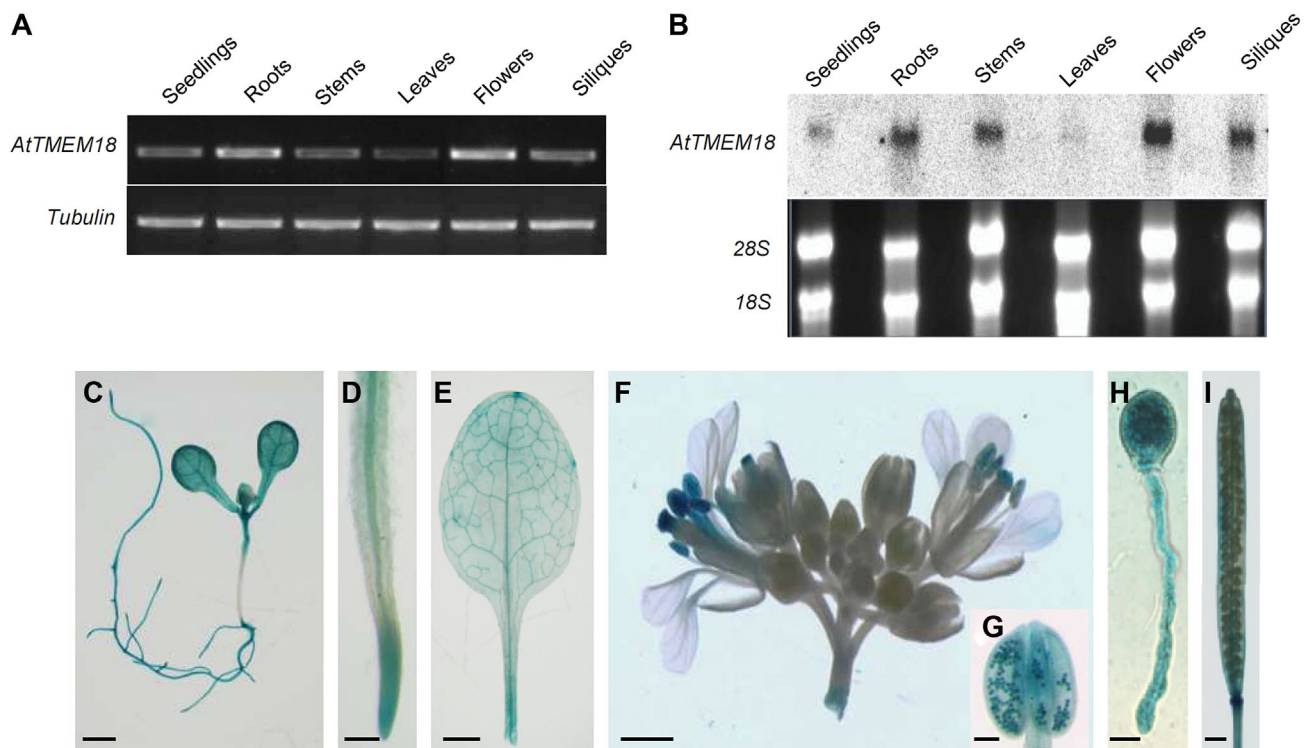 A
Seedlings
Roots
Stems
Leaves
Flowers
Siliques
AtTMEM18
Tubulin
B
Seedlings
Roots
Stems
Leaves
Flowers
Siliques
AtTMEM18
28S
18S
C
D
E
F
G
H
I